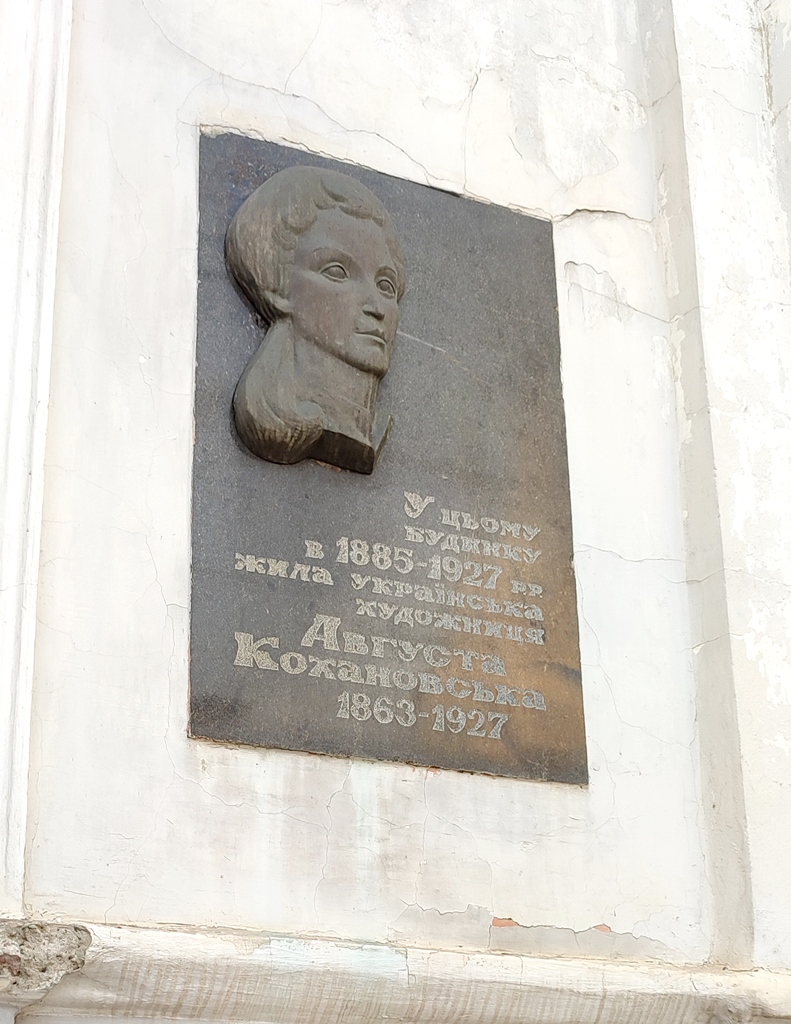 У цьому
будинку
в 1885-1927 рр.
жила українська
художниця
Августа
Кохановська
1863-1927